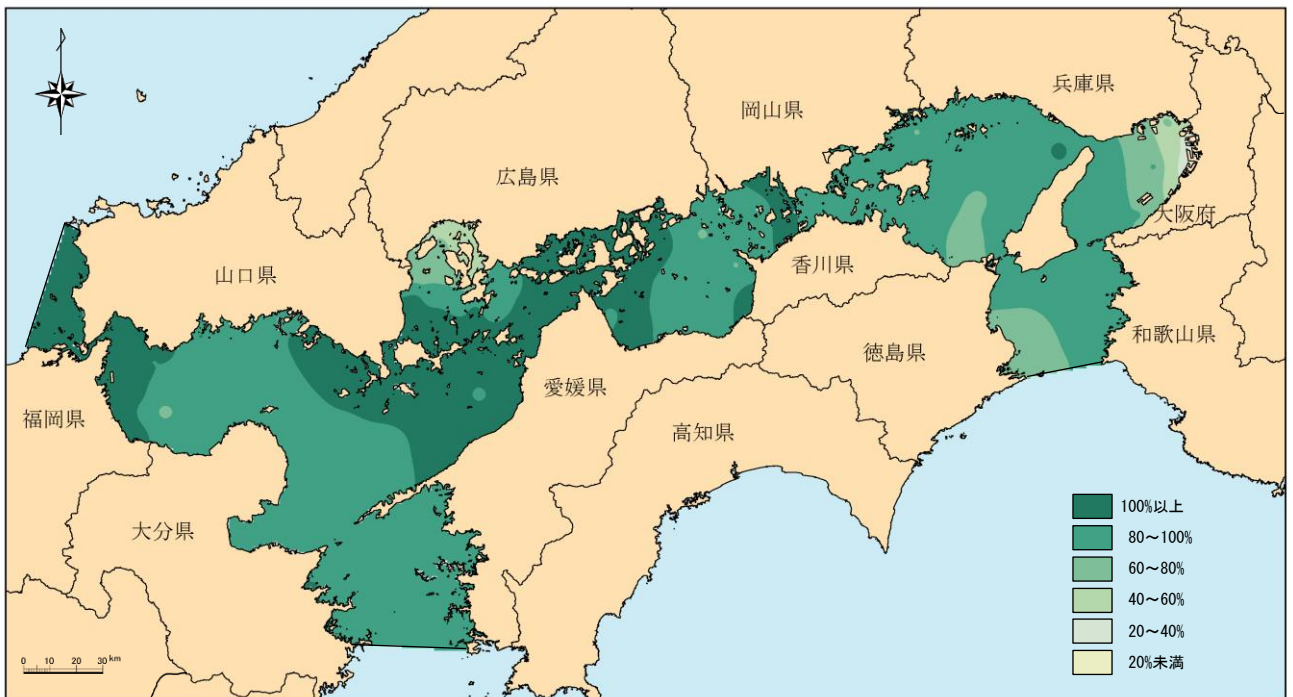 兵庫県
岡山県
広島県
大阪府
山口県
香川県
和歌山県
徳島県
愛媛県
福岡県
高知県
大分県
100%以上
80～100%
60～80%
40～60%
20～40%
20%未満
0 10 20 30 km